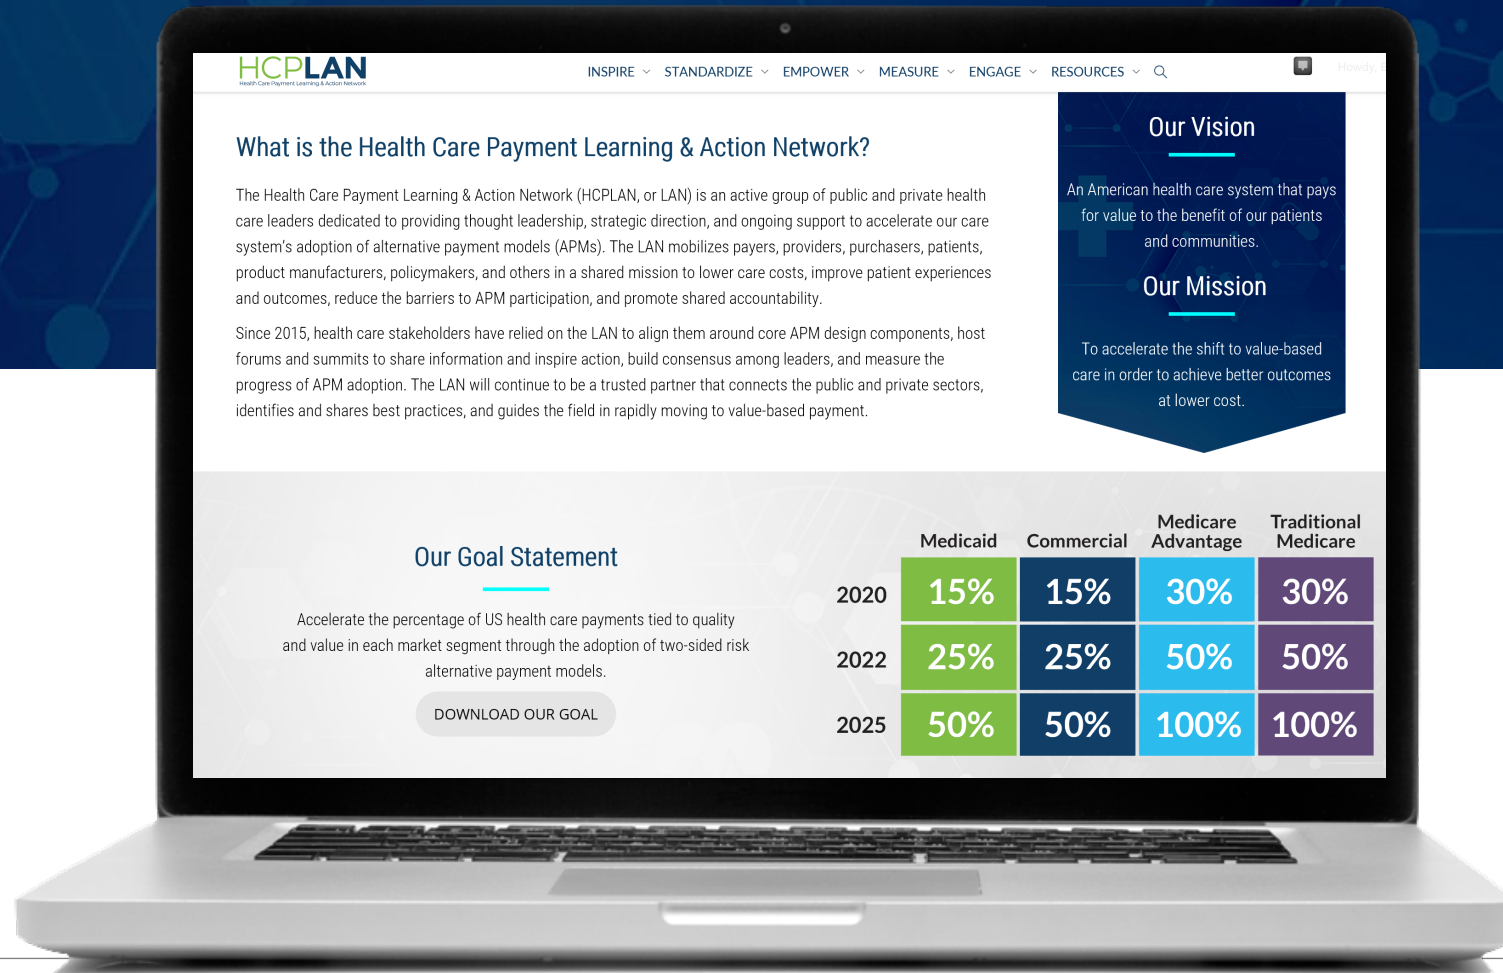 HCPLAN
Health Care Payment Learning & Action Network
INSPIRE STANDARDIZE EMPOWER MEASURE ENGAGE RESOURCES
Howdy,
What is the Health Care Payment Learning & Action Network?
The Health Care Payment Learning & Action Network (HCPLAN, or LAN) is an active group of public and private health
care leaders dedicated to providing thought leadership, strategic direction, and ongoing support to accelerate our care
system's adoption of alternative payment models (APMs). The LAN mobilizes payers, providers, purchasers, patients,
product manufacturers, policymakers, and others in a shared mission to lower care costs, improve patient experiences
and outcomes, reduce the barriers to APM participation, and promote shared accountability.
Since 2015, health care stakeholders have relied on the LAN to align them around core APM design components, host
forums and summits to share information and inspire action, build consensus among leaders, and measure the
progress of APM adoption. The LAN will continue to be a trusted partner that connects the public and private sectors,
identifies and shares best practices, and guides the field in rapidly moving to value-based payment.
Our Vision
An American health care system that pays
for value to the benefit of our patients
and communities.
Our Mission
To accelerate the shift to value-based
care in order to achieve better outcomes
at lower cost.
Our Goal Statement
Accelerate the percentage of US health care payments tied to quality
and value in each market segment through the adoption of two-sided risk
alternative payment models.
DOWNLOAD OUR GOAL
Medicaid Commercial Medicare Advantage Traditional Medicare
2020 15% 15% 30% 30%
2022 25% 25% 50% 50%
2025 50% 50% 100% 100%